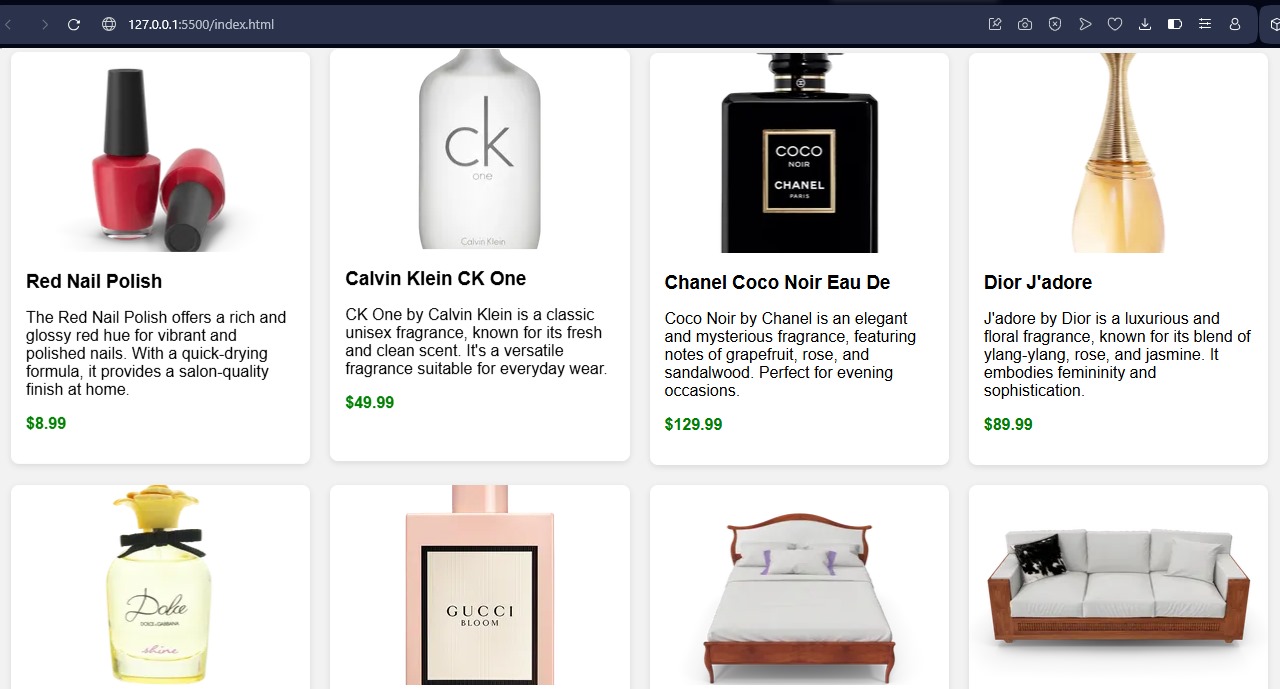 127.0.0.1:5500/index.html
ck
one
Calvin Klein
COCO
NOIR
CHANEL
PARIS
Red Nail Polish
The Red Nail Polish offers a rich and
glossy red hue for vibrant and
polished nails. With a quick-drying
formula, it provides a salon-quality
finish at home.
$8.99
Calvin Klein CK One
CK One by Calvin Klein is a classic
unisex fragrance, known for its fresh
and clean scent. It's a versatile
fragrance suitable for everyday wear.
$49.99
Chanel Coco Noir Eau De
Coco Noir by Chanel is an elegant
and mysterious fragrance, featuring
notes of grapefruit, rose, and
sandalwood. Perfect for evening
occasions.
$129.99
Dior J'adore
J'adore by Dior is a luxurious and
floral fragrance, known for its blend of
ylang-ylang, rose, and jasmine. It
embodies femininity and
sophistication.
$89.99
Dolce
DOLCE & GABBANA
shine
GUCCI
BLOOM